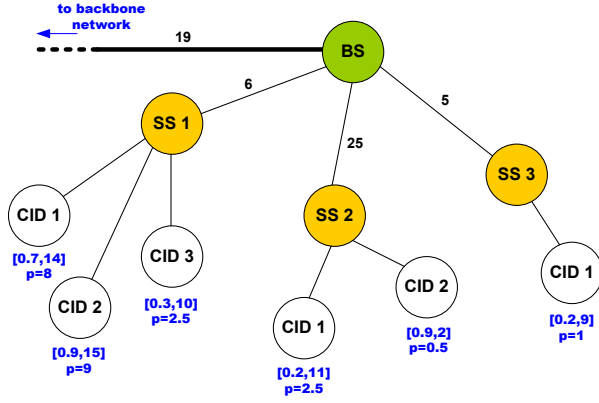 to backbone
network
19
BS
6
5
SS 1
25
SS 3
SS 2
CID 1
[0.7,14]
p=8
CID 3
[0.3,10]
p=2.5
CID 2
[0.9,15]
p=9
CID 1
[0.2,11]
p=2.5
CID 2
[0.9,2]
p=0.5
CID 1
[0.2,9]
p=1